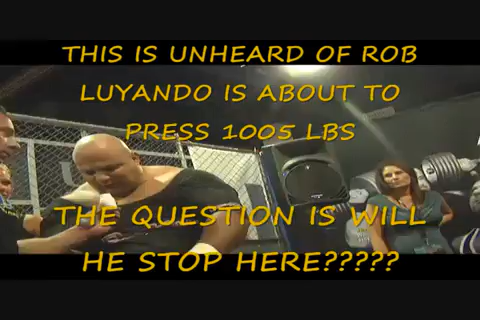 THIS IS UNHEARD OF ROB
LUYANDO IS ABOUT TO
PRESS 1005 LBS
THE QUESTION IS WILL
HE STOP HERE?????